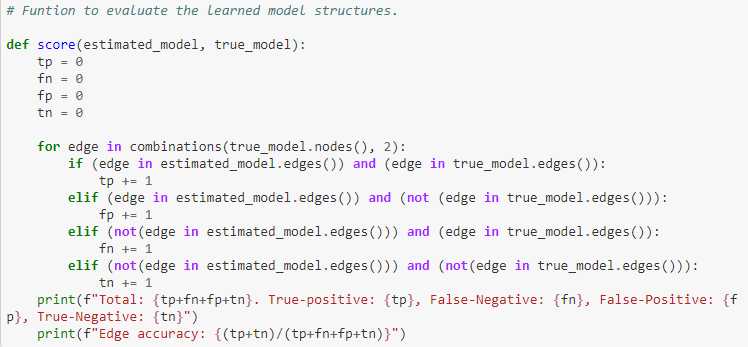 # Funtion to evaluate the learned model structures.
def score(estimated_model, true_model):
    tp = 0
    fn = 0
    fp = 0
    tn = 0
    for edge in combinations(true_model.nodes(), 2):
        if (edge in estimated_model.edges()) and (edge in true_model.edges()):
            tp += 1
        elif (edge in estimated_model.edges()) and (not (edge in true_model.edges())):
            fp += 1
        elif (not(edge in estimated_model.edges())) and (edge in true_model.edges()):
            fn += 1
        elif (not(edge in estimated_model.edges())) and (not(edge in true_model.edges())):
            tn += 1
    print(f"Total: {tp+fn+fp+tn}. True-positive: {tp}, False-Negative: {fn}, False-Positive: {f
p}, True-Negative: {tn}")
    print(f"Edge accuracy: {(tp+tn)/(tp+fn+fp+tn)}")